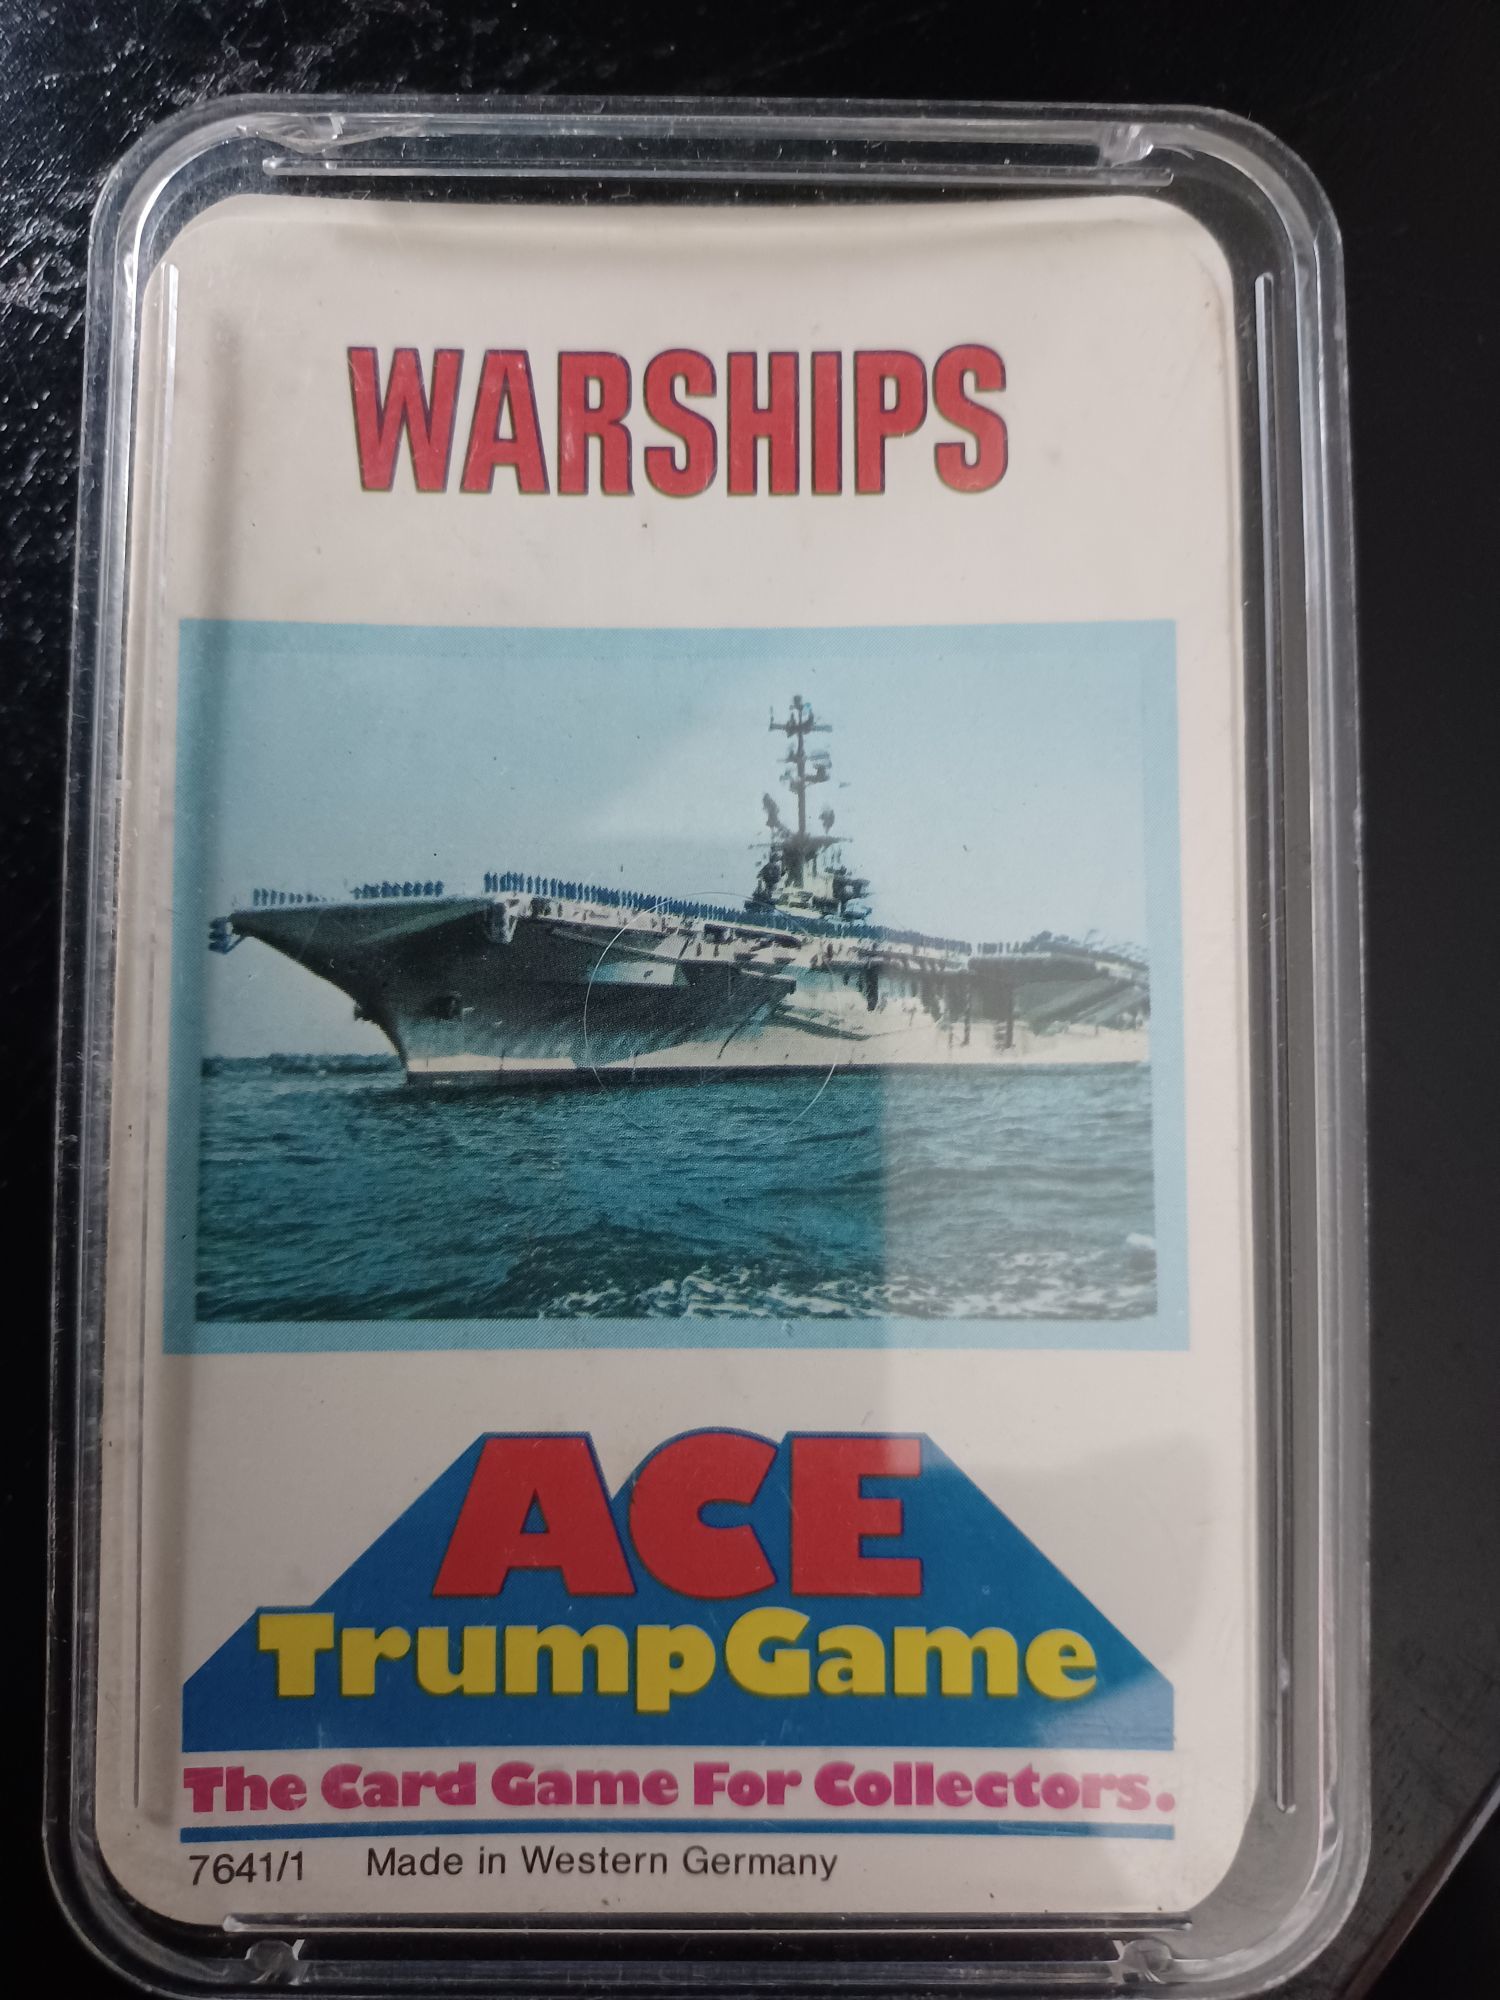 WARSHIPS
ACE
TrumpGame
The Card Game For Collectors.
7641/1 Made in Western Germany